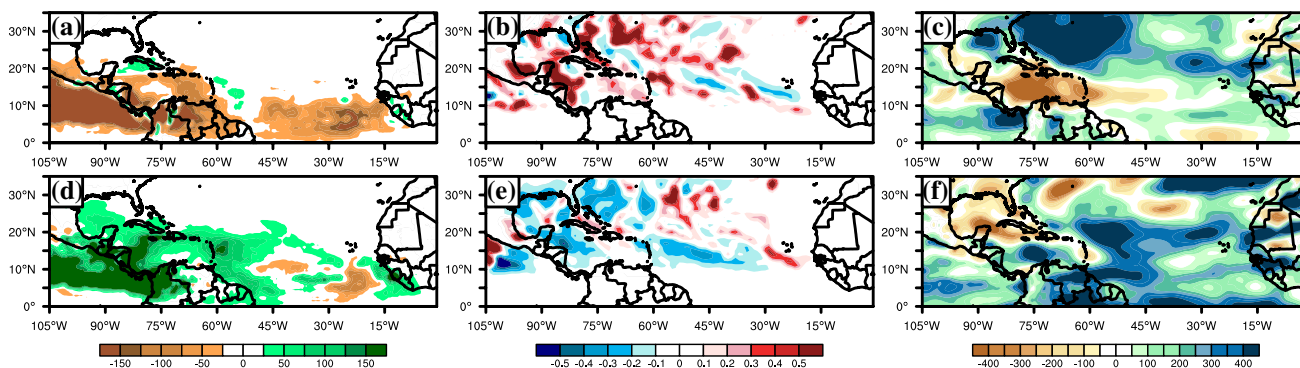 (a) (b) (c)
30°N 30°N 30°N
20°N 20°N 20°N
10°N 10°N 10°N
0° 0° 0°
105°W 90°W 75°W 60°W 45°W 30°W 15°W 105°W 90°W 75°W 60°W 45°W 30°W 15°W 105°W 90°W 75°W 60°W 45°W 30°W 15°W
(d) (e) (f)
30°N 30°N 30°N
20°N 20°N 20°N
10°N 10°N 10°N
0° 0° 0°
105°W 90°W 75°W 60°W 45°W 30°W 15°W 105°W 90°W 75°W 60°W 45°W 30°W 15°W 105°W 90°W 75°W 60°W 45°W 30°W 15°W
-150 -100 -50 0 50 100 150 -0.5 -0.4 -0.3 -0.2 -0.1 0 0.1 0.2 0.3 0.4 0.5 -400 -200 -100 0 100 200 300 400